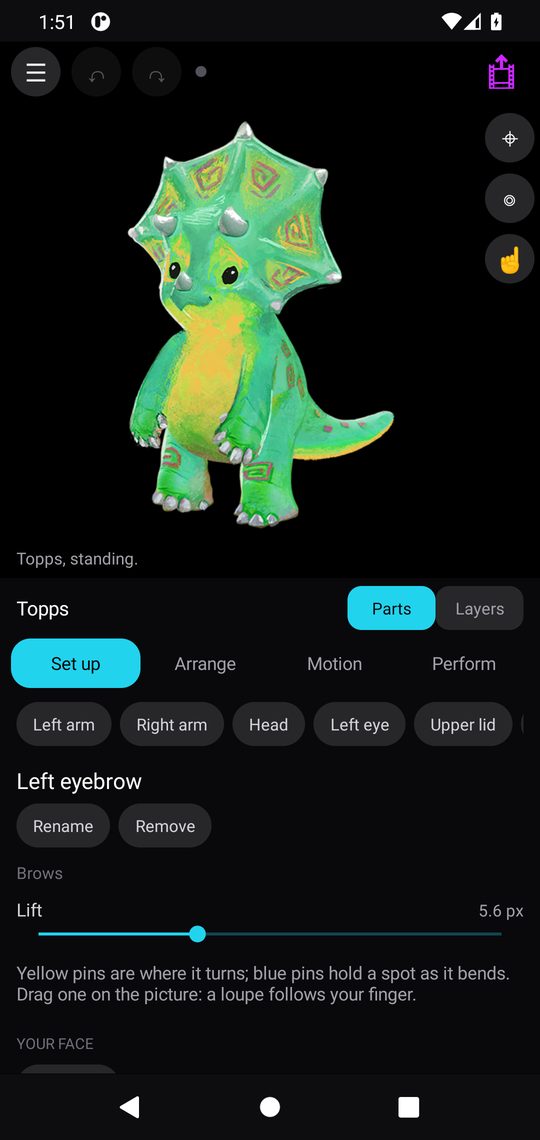 1:51
Topps, standing.
Topps
Parts
Layers
Set up
Arrange
Motion
Perform
Left arm
Right arm
Head
Left eye
Upper lid
Left eyebrow
Rename
Remove
Brows
Lift
5.6 px
Yellow pins are where it turns; blue pins hold a spot as it bends.
Drag one on the picture: a loupe follows your finger.
YOUR FACE